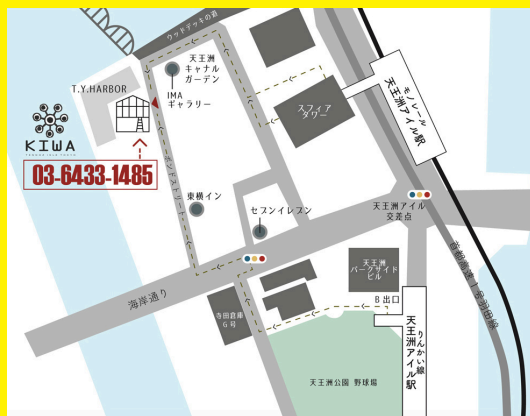 ウッドデッキの道
天王洲
キャナル
ガーデン
T.Y.HARBOR
IMA
ギャラリー
KIWA
03-6433-1485
ボンドストリート
スフィア
タワー
モノレール
天王洲アイル駅
東横イン
セブンイレブン
天王洲アイル
交差点
海岸通り
首都高速1号羽田線
天王洲
パークサイド
ビル
寺田倉庫
G号
B出口
りんかい線
天王洲アイル駅
天王洲公園 野球場